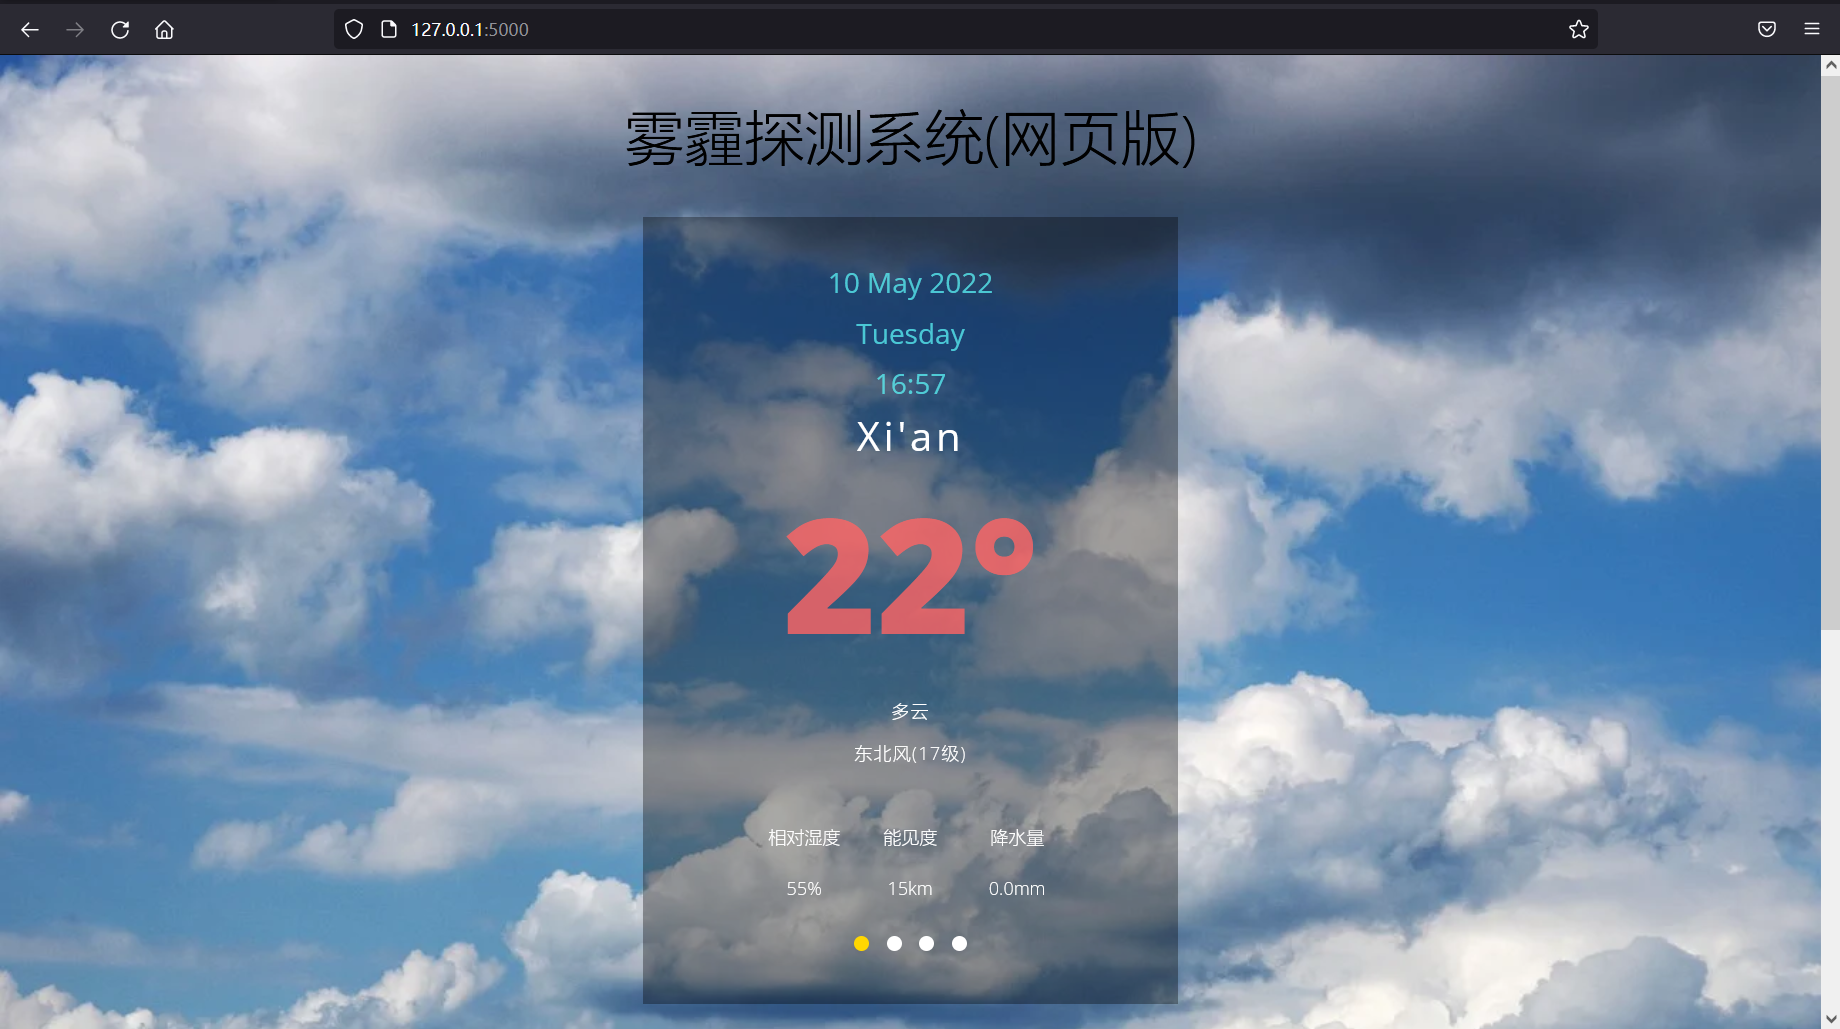 127.0.0.1:5000
雾霾探测系统(网页版)
10 May 2022
Tuesday
16:57
Xi'an
22°
多云
东北风(17级)
相对湿度 能见度 降水量
55% 15km 0.0mm